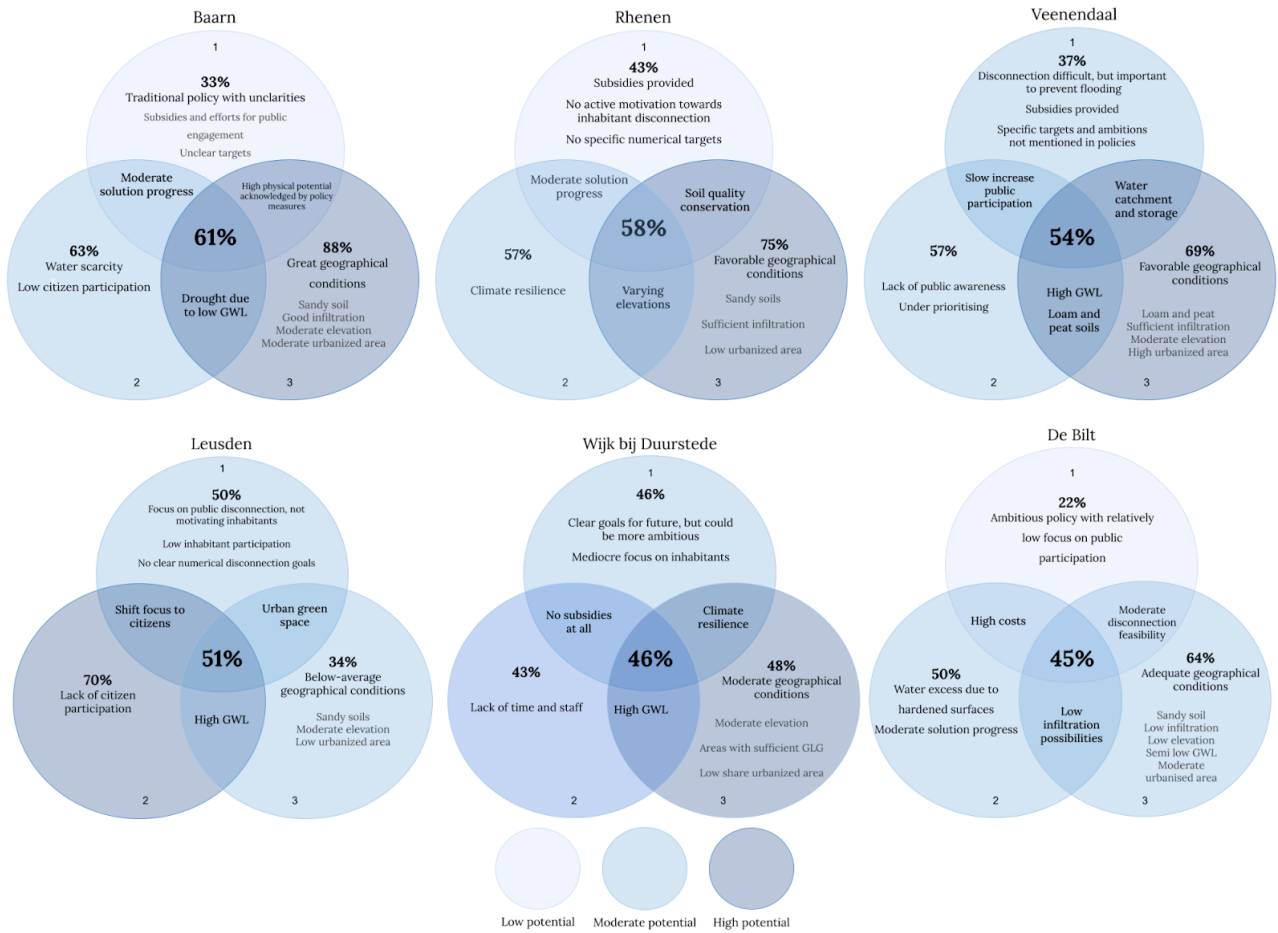 Baarn
1
33%
Traditional policy with unclarities
Subsidies and efforts for public
engagement
Unclear targets
Moderate
solution progress
High physical potential
acknowledged by policy
measures
61%
63%
Water scarcity
Low citizen participation
88%
Great geographical
conditions
Drought due
to low GWL
Sandy soil
Good infiltration
Moderate elevation
Moderate urbanized area
2
3
Rhenen
1
43%
Subsidies provided
No active motivation towards
inhabitant disconnection
No specific numerical targets
Moderate solution
progress
Soil quality
conservation
58%
57%
Climate resilience
75%
Favorable geographical
conditions
Varying
elevations
Sandy soils
Sufficient infiltration
Low urbanized area
2
3
Veenendaal
1
37%
Disconnection difficult, but important
to prevent flooding
Subsidies provided
Specific targets and ambitions
not mentioned in policies
Slow increase
public
participation
Water
catchment
and storage
54%
57%
Lack of public awareness
Under prioritising
69%
Favorable geographical
conditions
High GWL
Loam and
peat soils
Loam and peat
Sufficient infiltration
Moderate elevation
High urbanized area
2
3
Leusden
1
50%
Focus on public disconnection, not
motivating inhabitants
Low inhabitant participation
No clear numerical disconnection goals
Shift focus to
citizens
Urban green
space
51%
70%
Lack of citizen
participation
34%
Below-average
geographical conditions
High GWL
Sandy soils
Moderate elevation
Low urbanized area
2
3
Wijk bij Duurstede
1
46%
Clear goals for future, but could
be more ambitious
Mediocre focus on inhabitants
No subsidies
at all
Climate
resilience
46%
43%
Lack of time and staff
48%
Moderate geographical
conditions
High GWL
Moderate elevation
Areas with sufficient GLG
Low share urbanized area
2
3
De Bilt
1
22%
Ambitious policy with relatively
low focus on public
participation
High costs
Moderate
disconnection
feasibility
45%
50%
Water excess due to
hardened surfaces
Moderate solution progress
64%
Adequate geographical
conditions
Low
infiltration
possibilities
Sandy soil
Low infiltration
Low elevation
Semi low GWL
Moderate
urbanised area
2
3
Low potential
Moderate potential
High potential